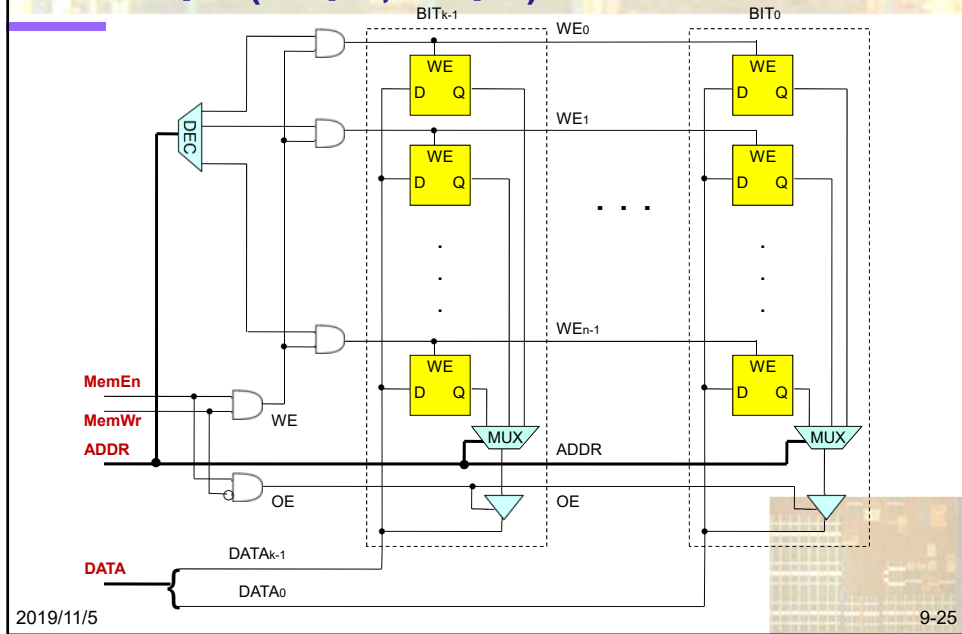 BITk-1
BIT0
WE0
WE
D Q
WE
D Q
DEC
WE1
WE
D Q
WE
D Q
. . .
WEn-1
WE
D Q
WE
D Q
MemEn
MemWr
WE
ADDR
MUX
ADDR
MUX
OE
OE
DATAk-1
DATA
DATA0
2019/11/5
9-25